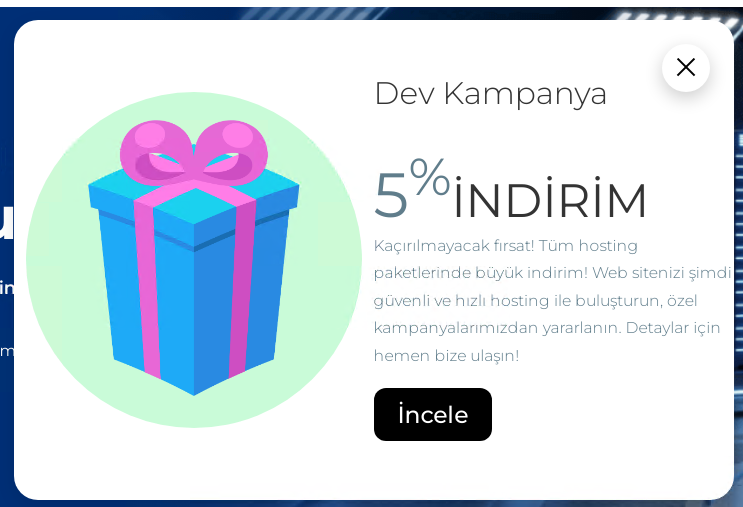 Dev Kampanya
5%İNDİRİM
Kaçırılmayacak fırsat! Tüm hosting
paketlerinde büyük indirim! Web sitenizi şimdi
güvenli ve hızlı hosting ile buluşturun, özel
kampanyalarımızdan yararlanın. Detaylar için
hemen bize ulaşın!
İncele